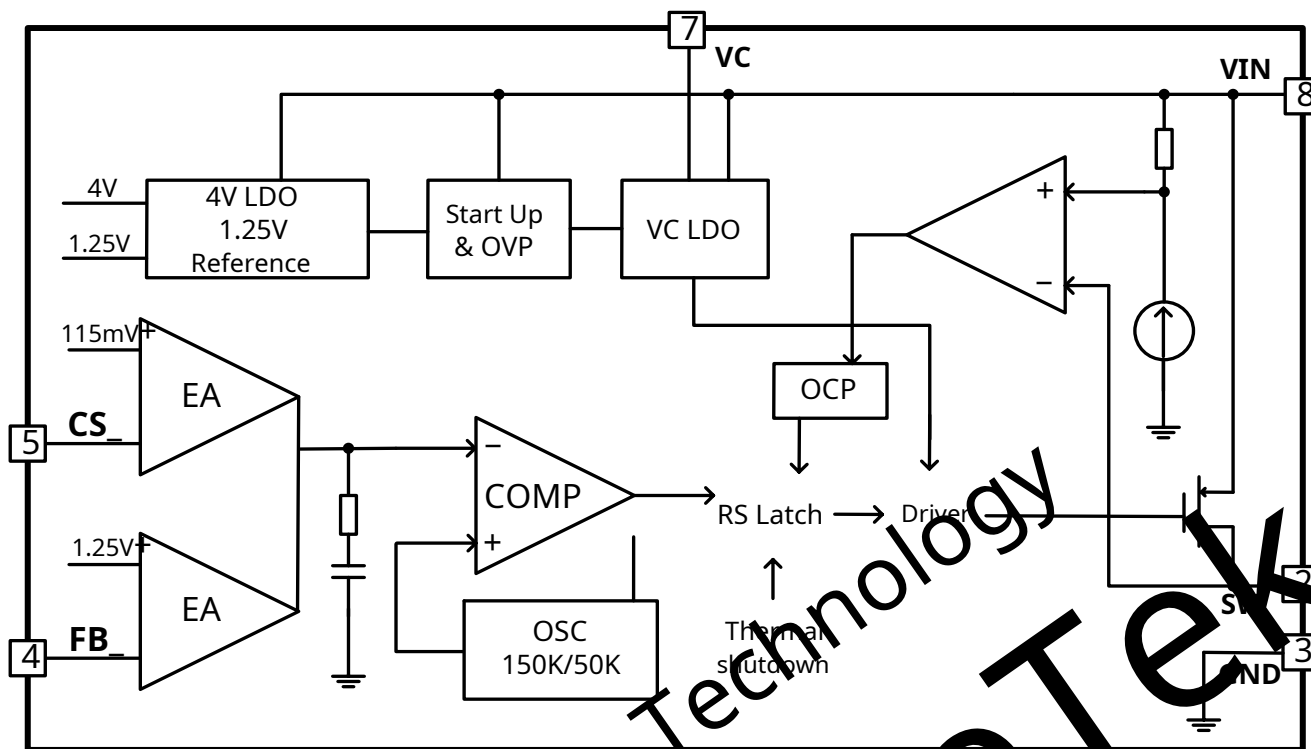 7
VC
VIN
8
4V
4V LDO
1.25V
Reference
1.25V
Start Up
& OVP
VC LDO
+
−
115mV
+
EA
CS_
5
OCP
−
COMP
+
RS Latch
Driver
1.25V
+
EA
FB_
4
OSC
150K/50K
Thermal
shutdown
2
3
GND
Technology